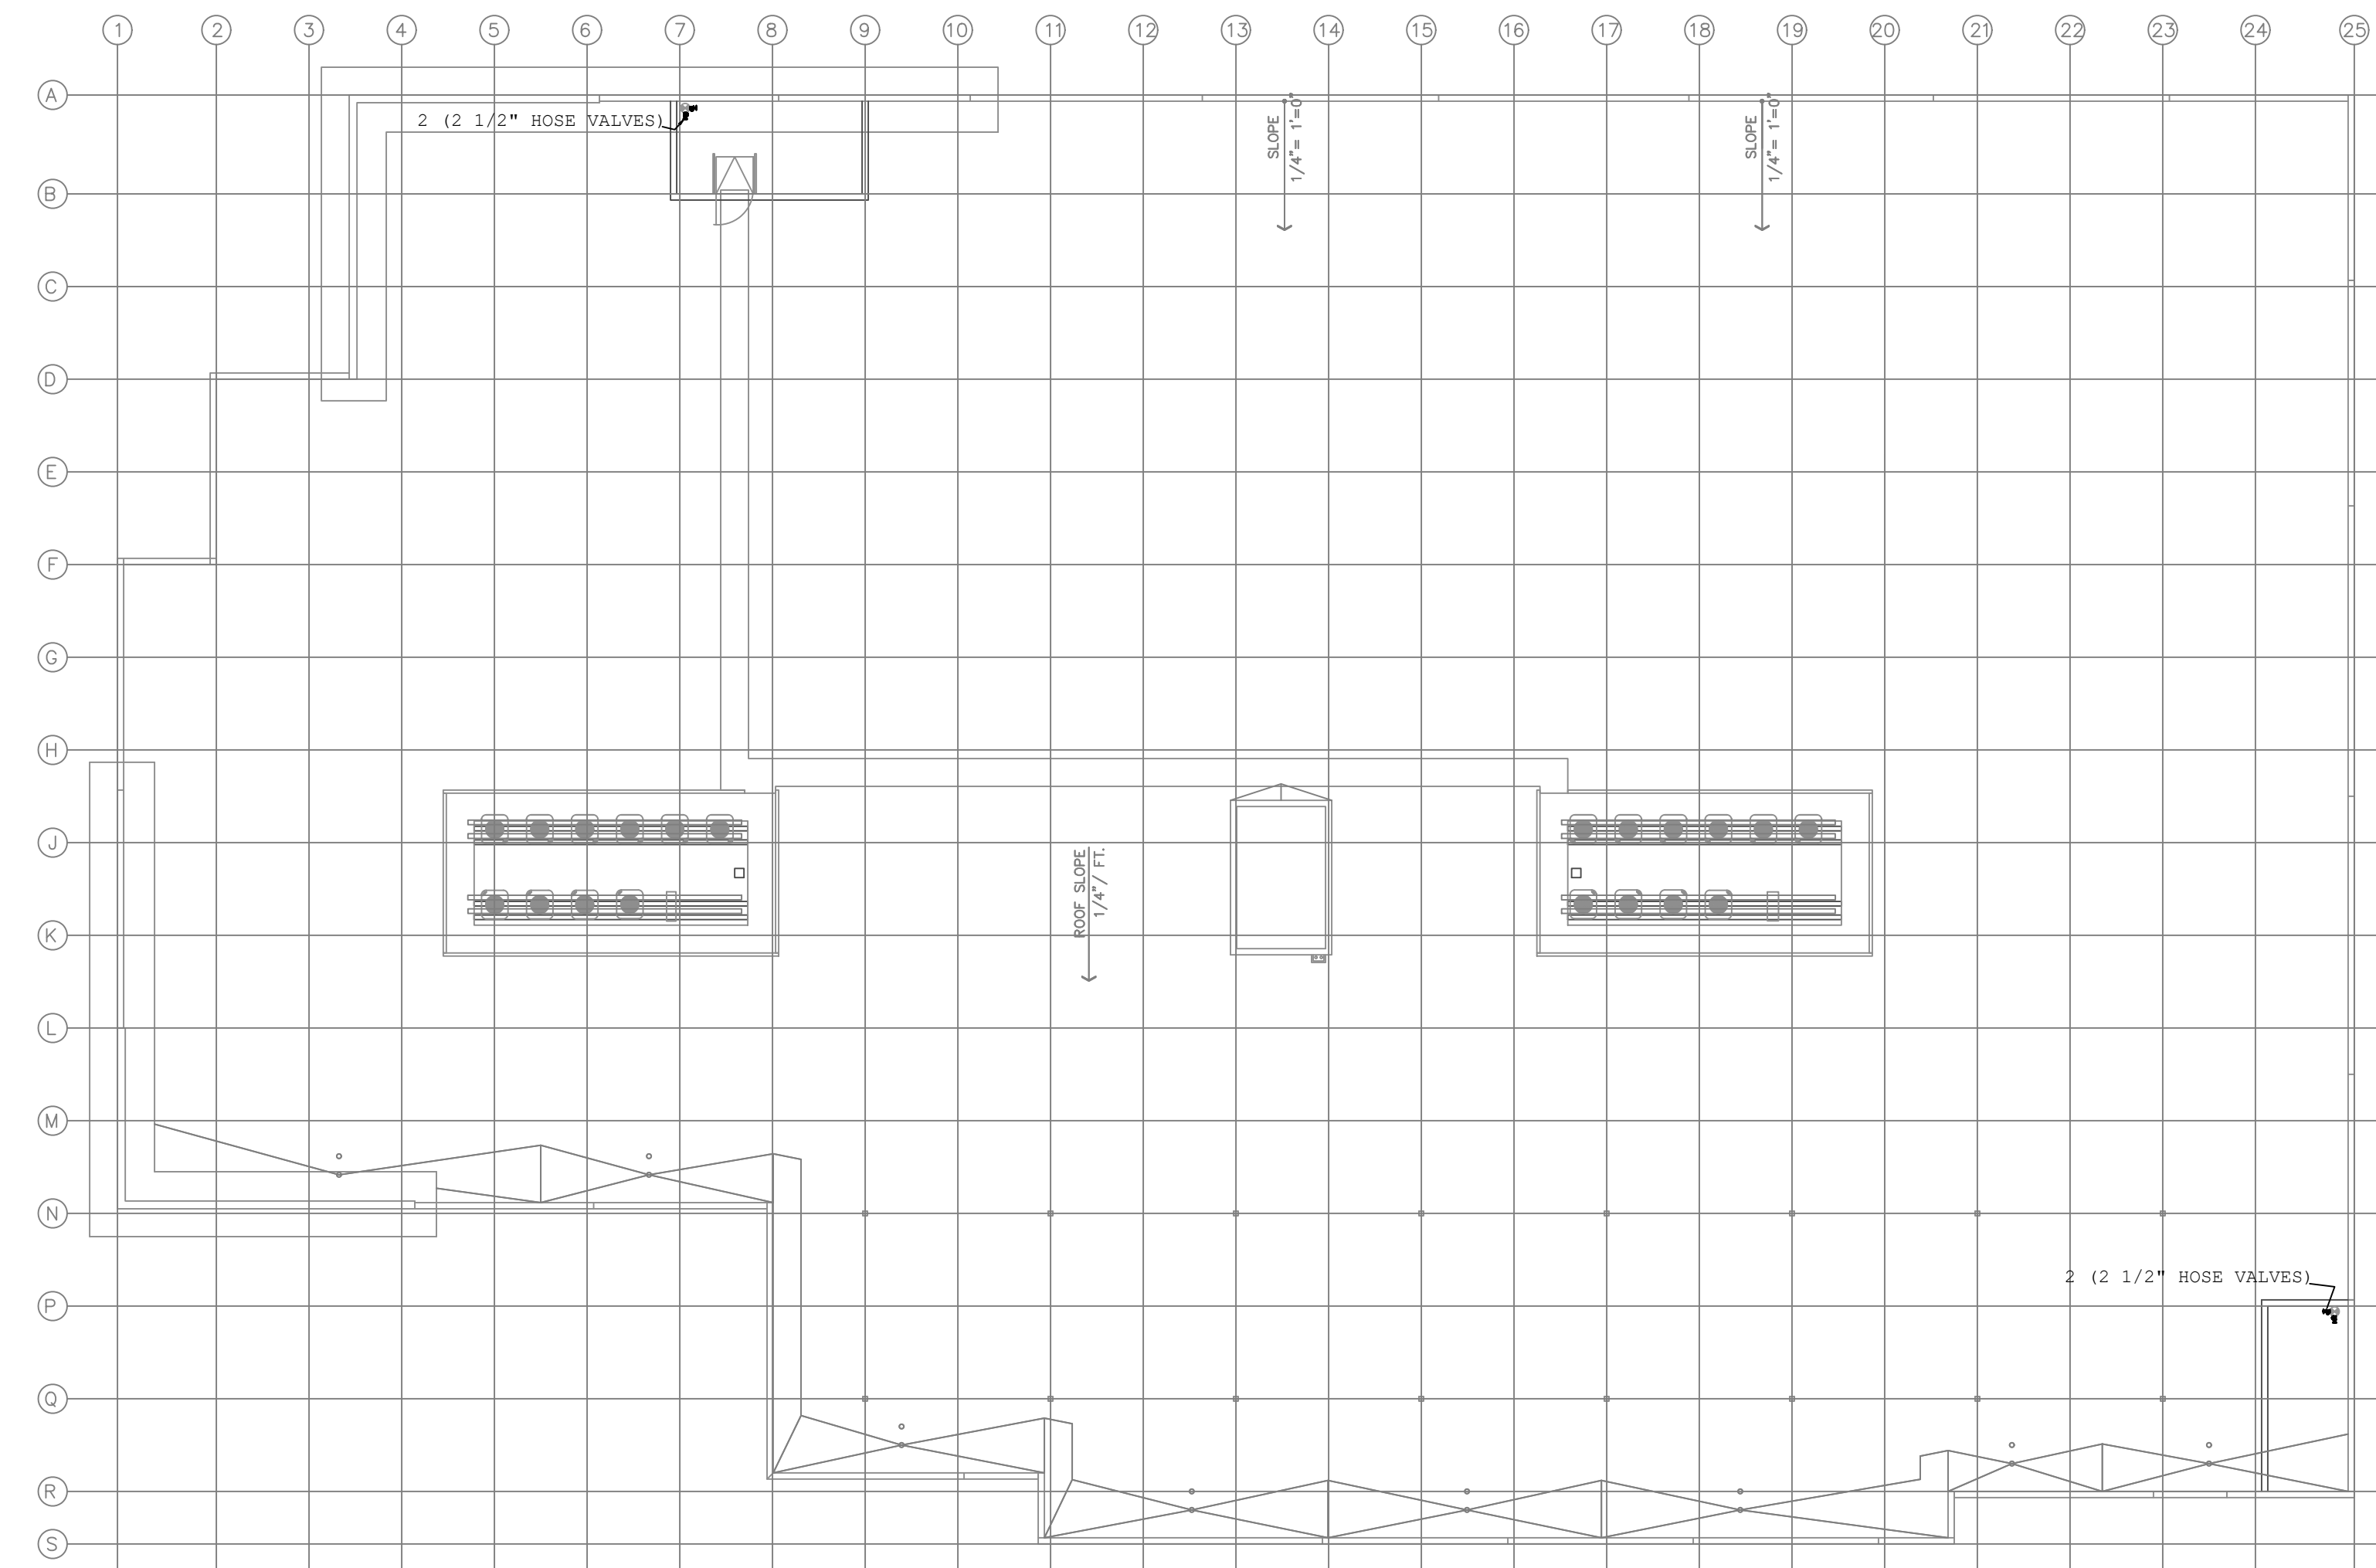 1 2 3 4 5 6 7 8 9 10 11 12 13 14 15 16 17 18 19 20 21 22 23 24 25
A
2 (2 1/2" HOSE VALVES)
SLOPE
1/4"= 1'=0"
SLOPE
1/4"= 1'=0"
B
C
D
E
F
G
H
J
ROOF SLOPE
1/4"/ FT.
K
L
M
N
2 (2 1/2" HOSE VALVES)
P
Q
R
S